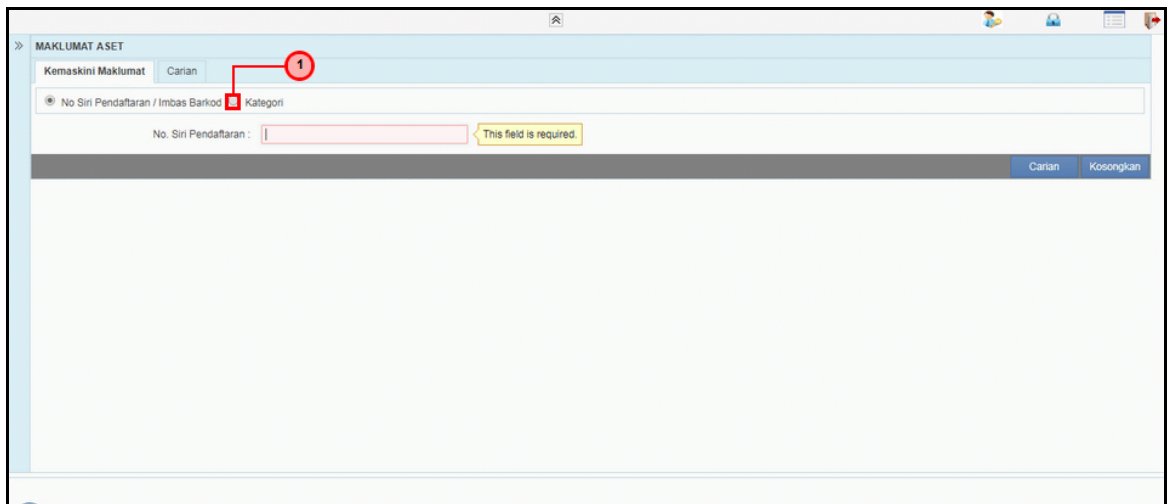 MAKLUMAT ASET
Kemaskini Maklumat Carian
1
No Siri Pendaftaran / Imbas Barkod Kategori
No. Siri Pendaftaran : This field is required.
Carian Kosongkan